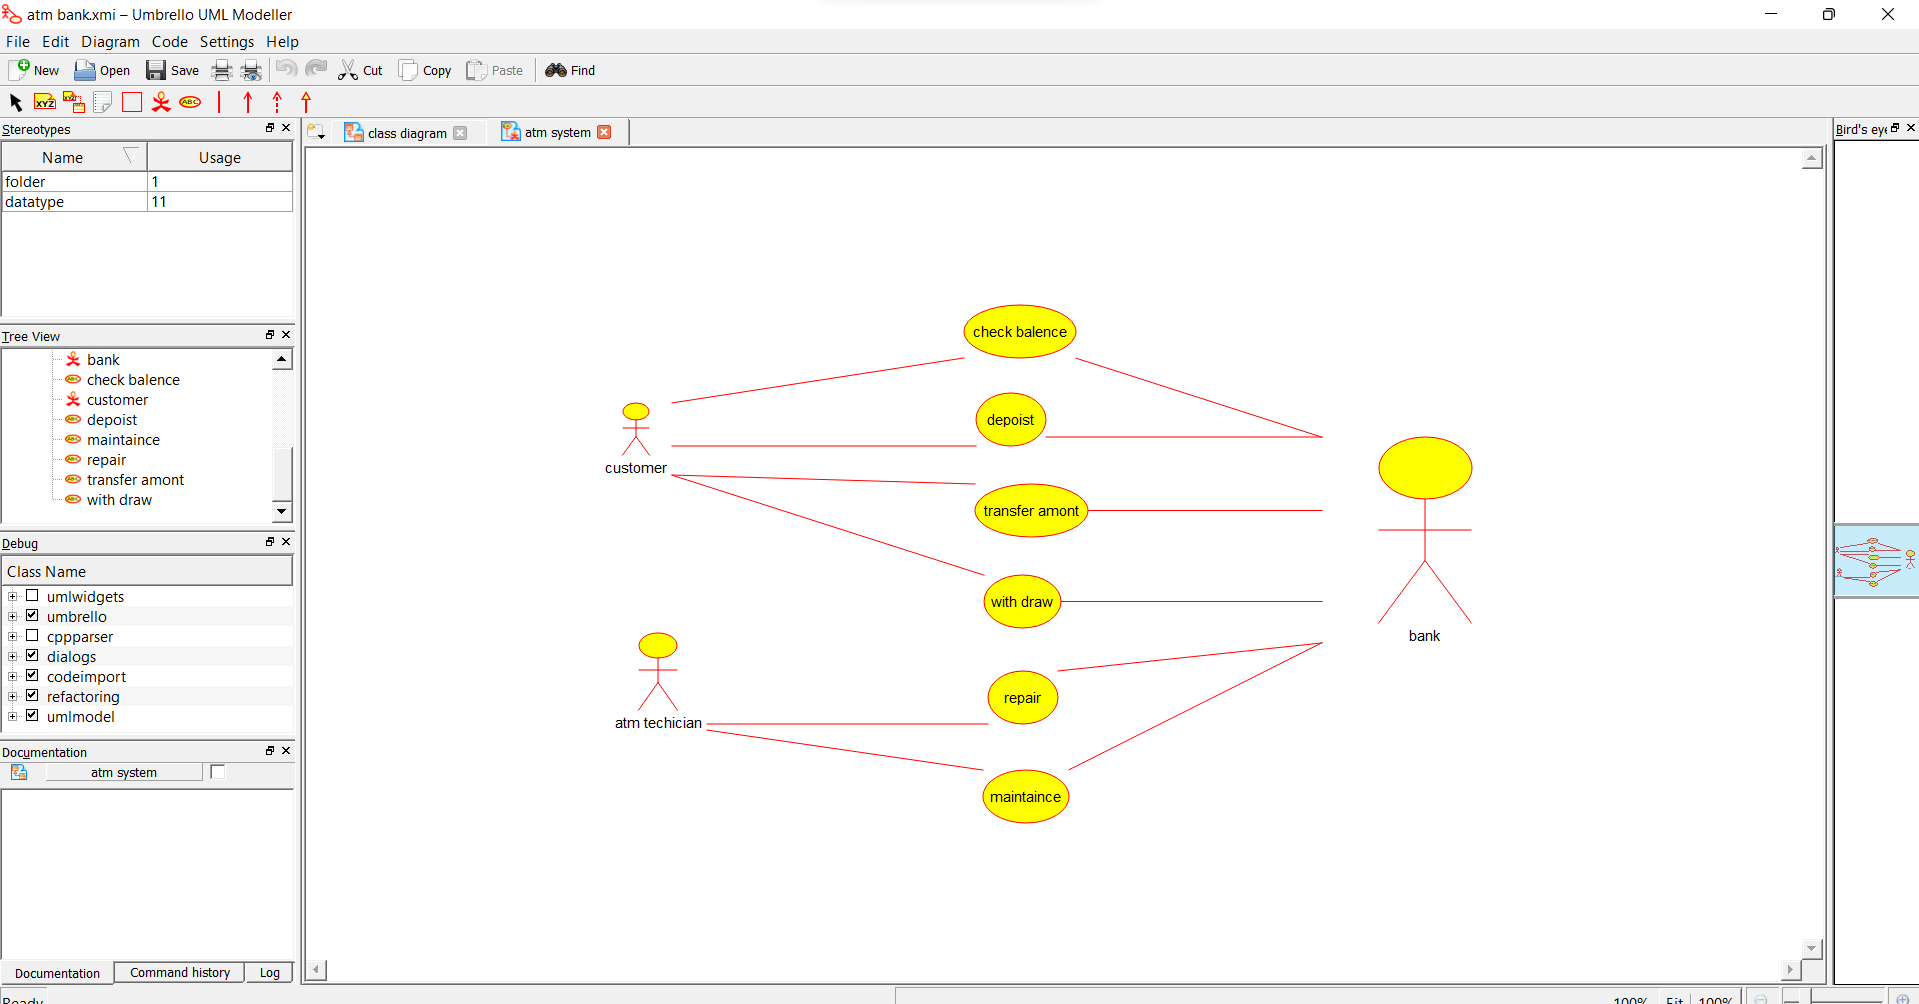 atm bank.xmi – Umbrello UML Modeller
File Edit Diagram Code Settings Help
New Open Save Cut Copy Paste Find
XYZ XYZ ABC
Stereotypes
Name Usage
folder 1
datatype 11
Tree View
bank
check balence
customer
depoist
maintaince
repair
transfer amont
with draw
Debug
Class Name
umlwidgets
umbrello
cppparser
dialogs
codeimport
refactoring
umlmodel
Documentation
atm system
Documentation Command history Log
Ready
class diagram atm system
check balence
depoist
customer
transfer amont
with draw
bank
repair
atm techician
maintaince
Bird's eye
100% Fit 100%